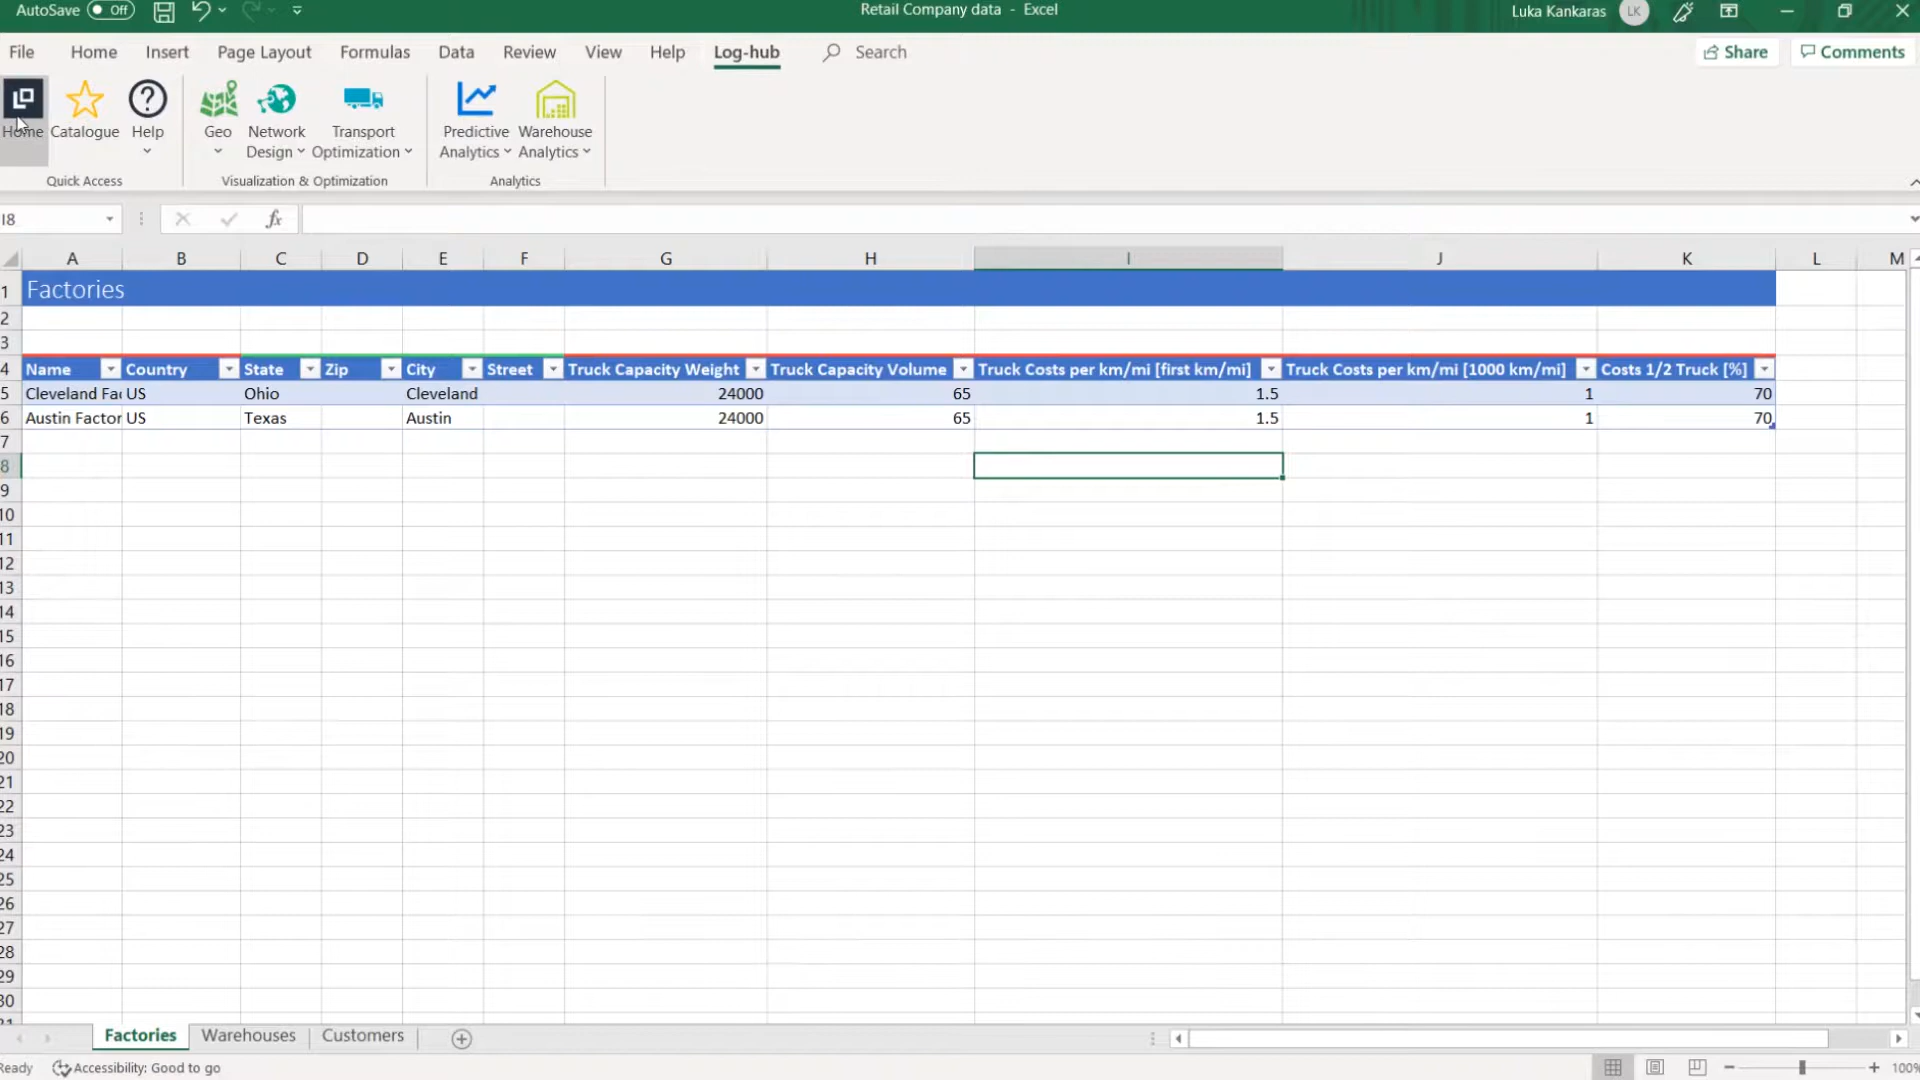 AutoSave Off Retail Company data - Excel Luka Kankaras LK
File Home Insert Page Layout Formulas Data Review View Help Log-hub Search Share Comments
Home Catalogue Help Geo Network Design Transport Optimization Predictive Analytics Warehouse Analytics
Quick Access Visualization & Optimization Analytics
I8 fx
A B C D E F G H I J K L M
1 Factories
2
3
4 Name Country State Zip City Street Truck Capacity Weight Truck Capacity Volume Truck Costs per km/mi [first km/mi] Truck Costs per km/mi [1000 km/mi] Costs 1/2 Truck [%]
5 Cleveland Fac US Ohio Cleveland 24000 65 1.5 1 70
6 Austin Factor US Texas Austin 24000 65 1.5 1 70
7
8
9
10
11
12
13
14
15
16
17
18
19
20
21
22
23
24
25
26
27
28
29
30
Factories Warehouses Customers
Ready Accessibility: Good to go 100%